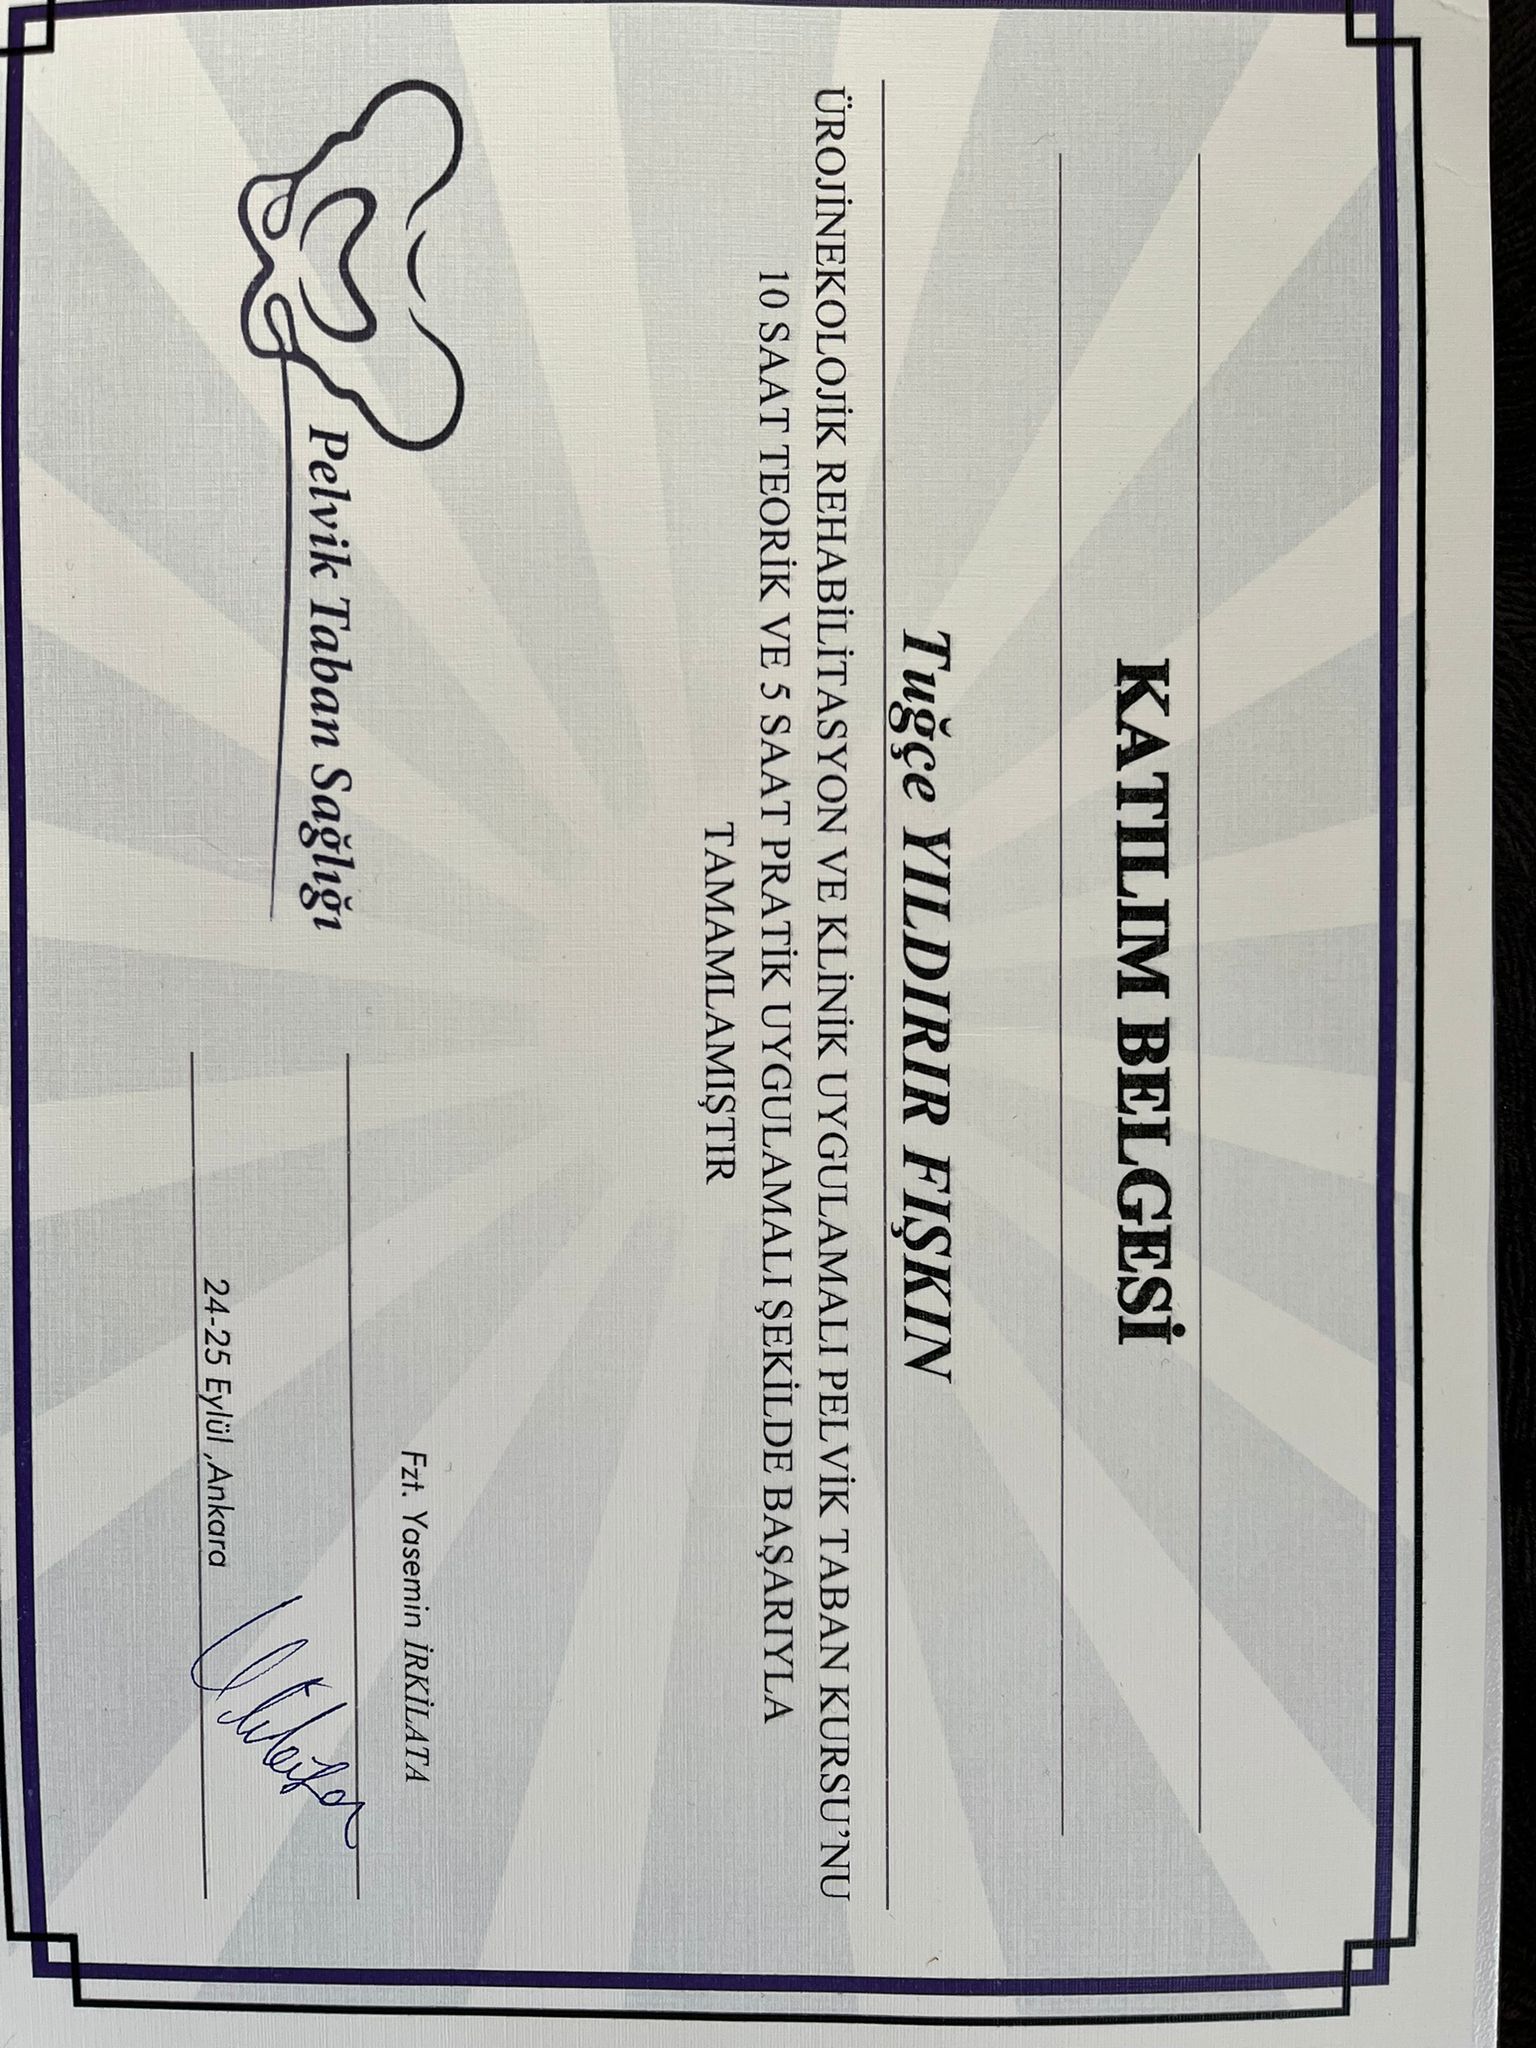 KATILIM BELGESİ
Tuğçe YILDIRIR FIŞKIN
ÜROJİNEKOLOJİK REHABİLİTASYON VE KLİNİK UYGULAMALI PELVİK TABAN KURSU'NU
10 SAAT TEORİK VE 5 SAAT PRATİK UYGULAMALI ŞEKİLDE BAŞARIYLA
TAMAMLAMIŞTIR
Pelvik Taban Sağlığı
Fzt. Yasemin İRKİLATA
24-25 Eylül ,Ankara